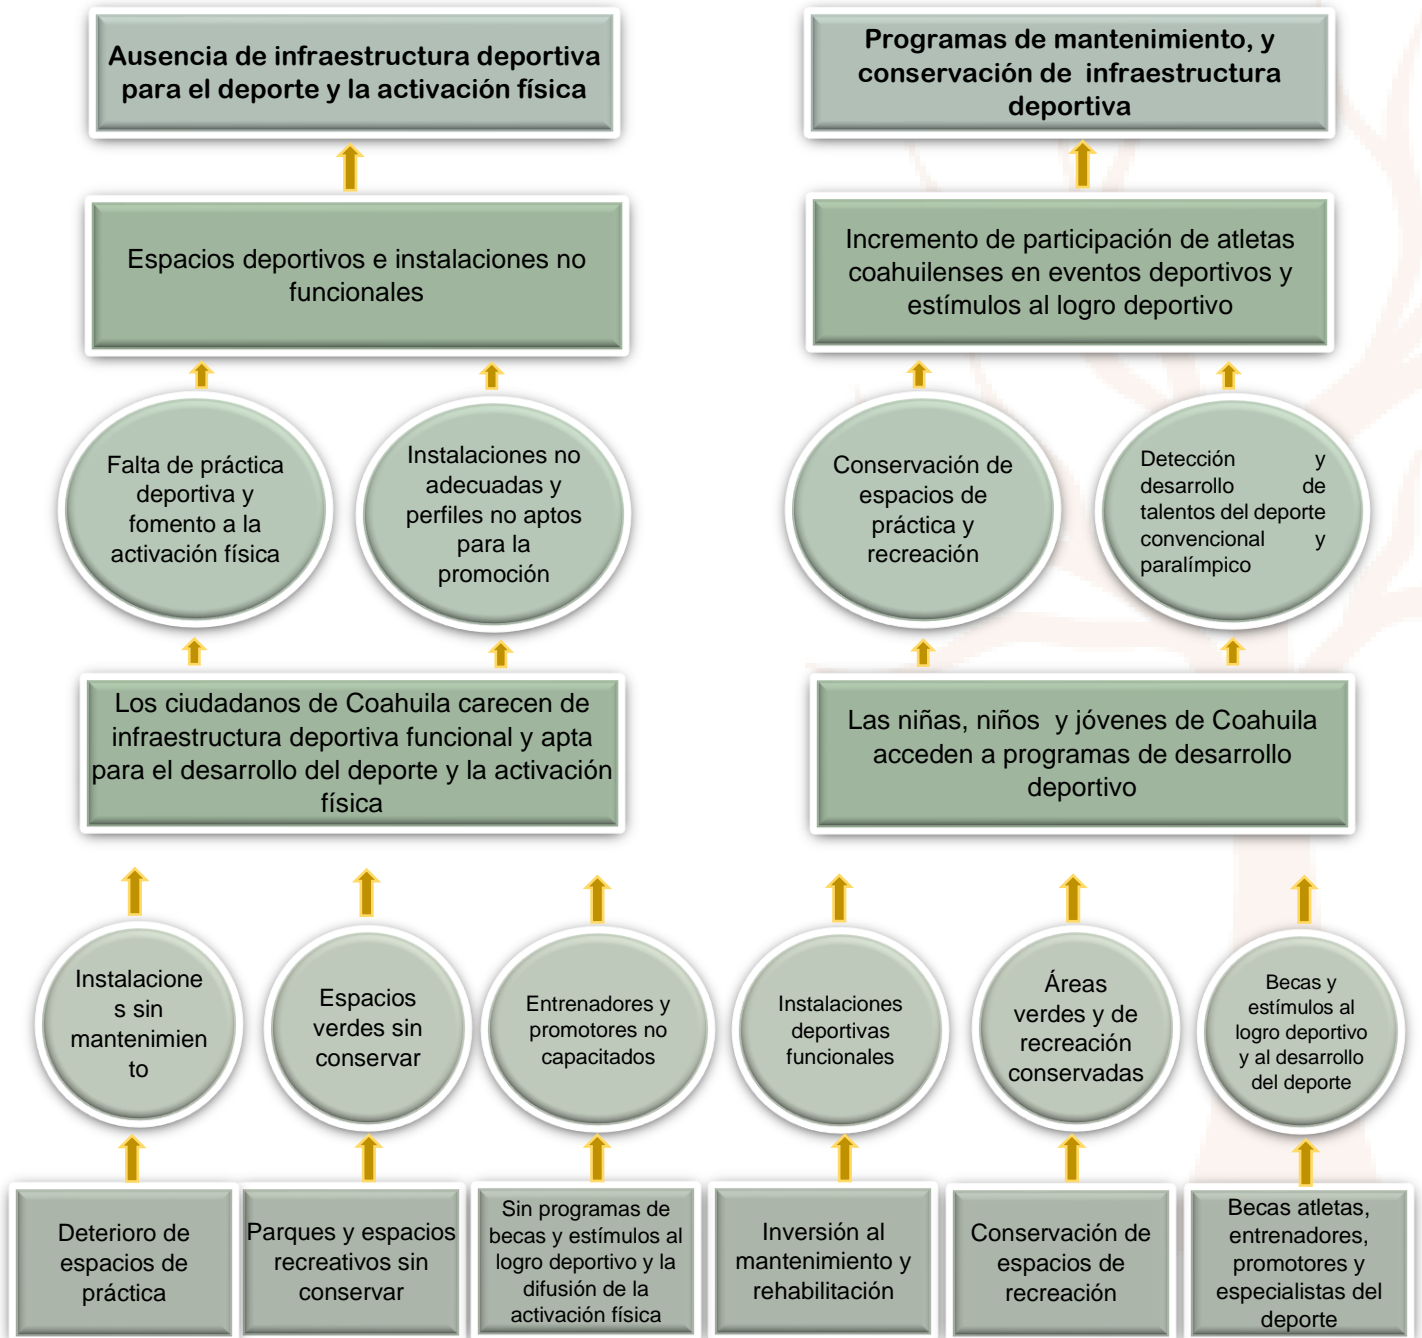 Ausencia de infraestructura deportiva
para el deporte y la activación física
Programas de mantenimiento, y
conservación de infraestructura
deportiva
Espacios deportivos e instalaciones no
funcionales
Incremento de participación de atletas
coahuilenses en eventos deportivos y
estímulos al logro deportivo
Falta de práctica
deportiva y
fomento a la
activación física
Instalaciones no
adecuadas y
perfiles no aptos
para la
promoción
Conservación de
espacios de
práctica y
recreación
Detección y
desarrollo de
talentos del deporte
convencional y
paralímpico
Los ciudadanos de Coahuila carecen de
infraestructura deportiva funcional y apta
para el desarrollo del deporte y la activación
física
Las niñas, niños y jóvenes de Coahuila
acceden a programas de desarrollo
deportivo
Instalacione
s sin
mantenimien
to
Espacios
verdes sin
conservar
Entrenadores y
promotores no
capacitados
Instalaciones
deportivas
funcionales
Áreas
verdes y de
recreación
conservadas
Becas y
estímulos al
logro deportivo
y al desarrollo
del deporte
Deterioro de
espacios de
práctica
Parques y espacios
recreativos sin
conservar
Sin programas de
becas y estímulos al
logro deportivo y la
difusión de la
activación física
Inversión al
mantenimiento y
rehabilitación
Conservación de
espacios de
recreación
Becas atletas,
entrenadores,
promotores y
especialistas del
deporte